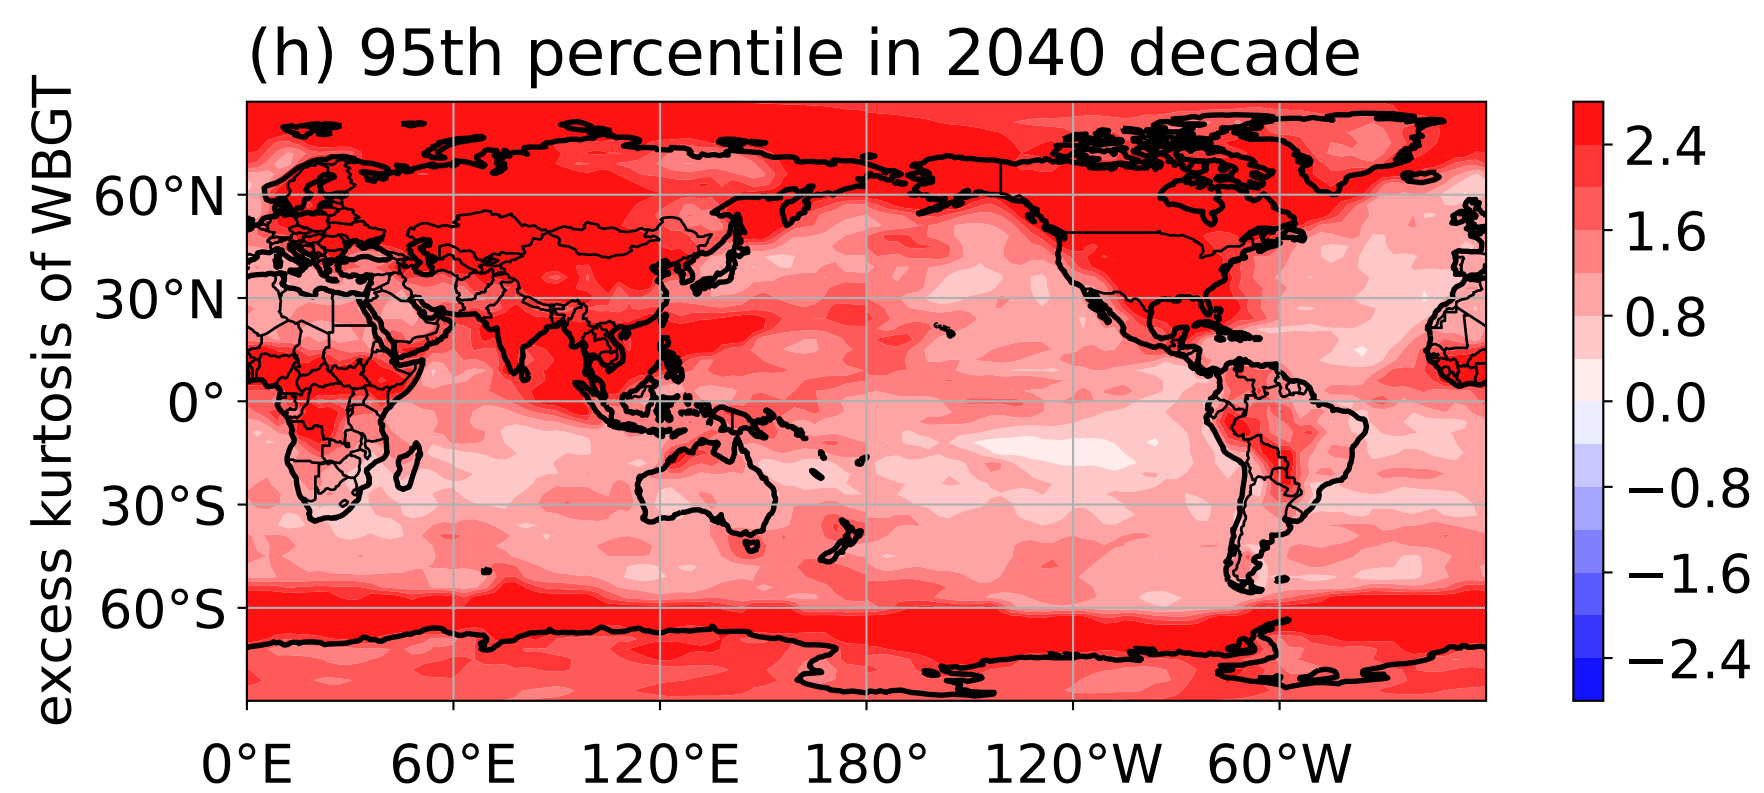 (h) 95th percentile in 2040 decade
excess kurtosis of WBGT
60°N
30°N
0°
30°S
60°S
0°E 60°E 120°E 180° 120°W 60°W
2.4
1.6
0.8
0.0
−0.8
−1.6
−2.4